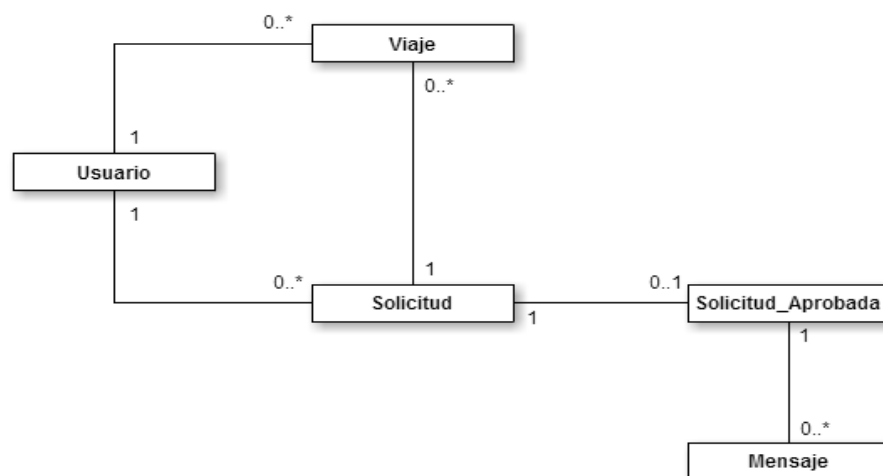 0..*
Viaje
0..*
1
Usuario
1
0..*
1
Solicitud
1
0..1
Solicitud_Aprobada
1
0..*
Mensaje